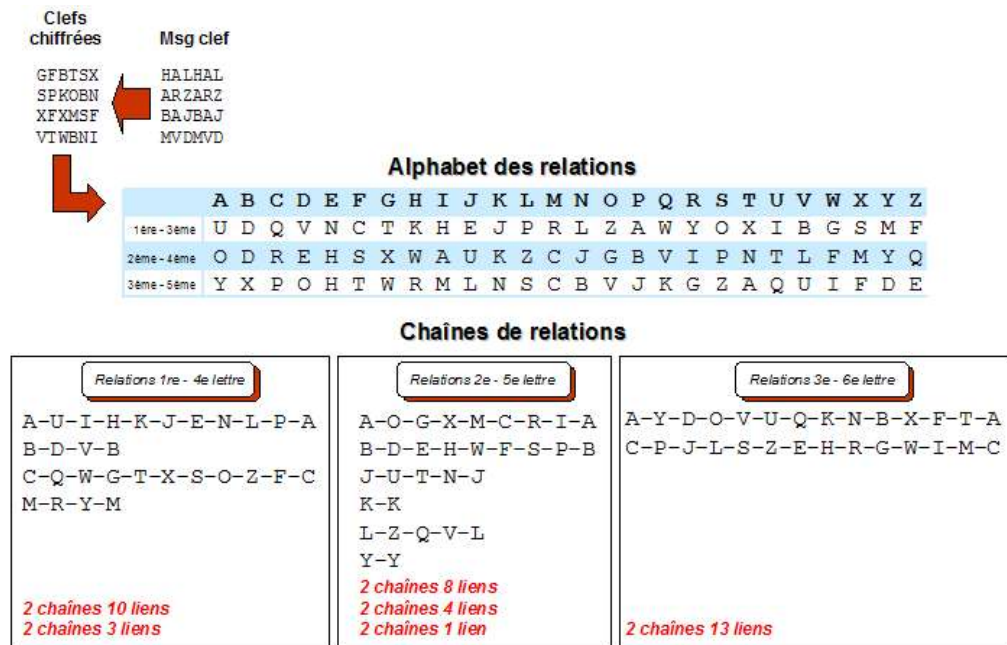 Clefs
chiffrées
Msg clef
GFBTSX HALHAL
SPKOBN ARZARZ
XFXMSF BAJBAJ
VTWBNI MVDMVD
Alphabet des relations
A B C D E F G H I J K L M N O P Q R S T U V W X Y Z
1ère - 3ème U D Q V N C T K H E J P R L Z A W Y O X I B G S M F
2ème - 4ème O D R E H S X W A U K Z C J G B V I P N T L F M Y Q
3ème - 5ème Y X P O H T W R M L N S C B V J K G Z A Q U I F D E
Chaînes de relations
Relations 1re - 4e lettre
A-U-I-H-K-J-E-N-L-P-A
B-D-V-B
C-Q-W-G-T-X-S-O-Z-F-C
M-R-Y-M
2 chaînes 10 liens
2 chaînes 3 liens
Relations 2e - 5e lettre
A-O-G-X-M-C-R-I-A
B-D-E-H-W-F-S-P-B
J-U-T-N-J
K-K
L-Z-Q-V-L
Y-Y
2 chaînes 8 liens
2 chaînes 4 liens
2 chaînes 1 lien
Relations 3e - 6e lettre
A-Y-D-O-V-U-Q-K-N-B-X-F-T-A
C-P-J-L-S-Z-E-H-R-G-W-I-M-C
2 chaînes 13 liens